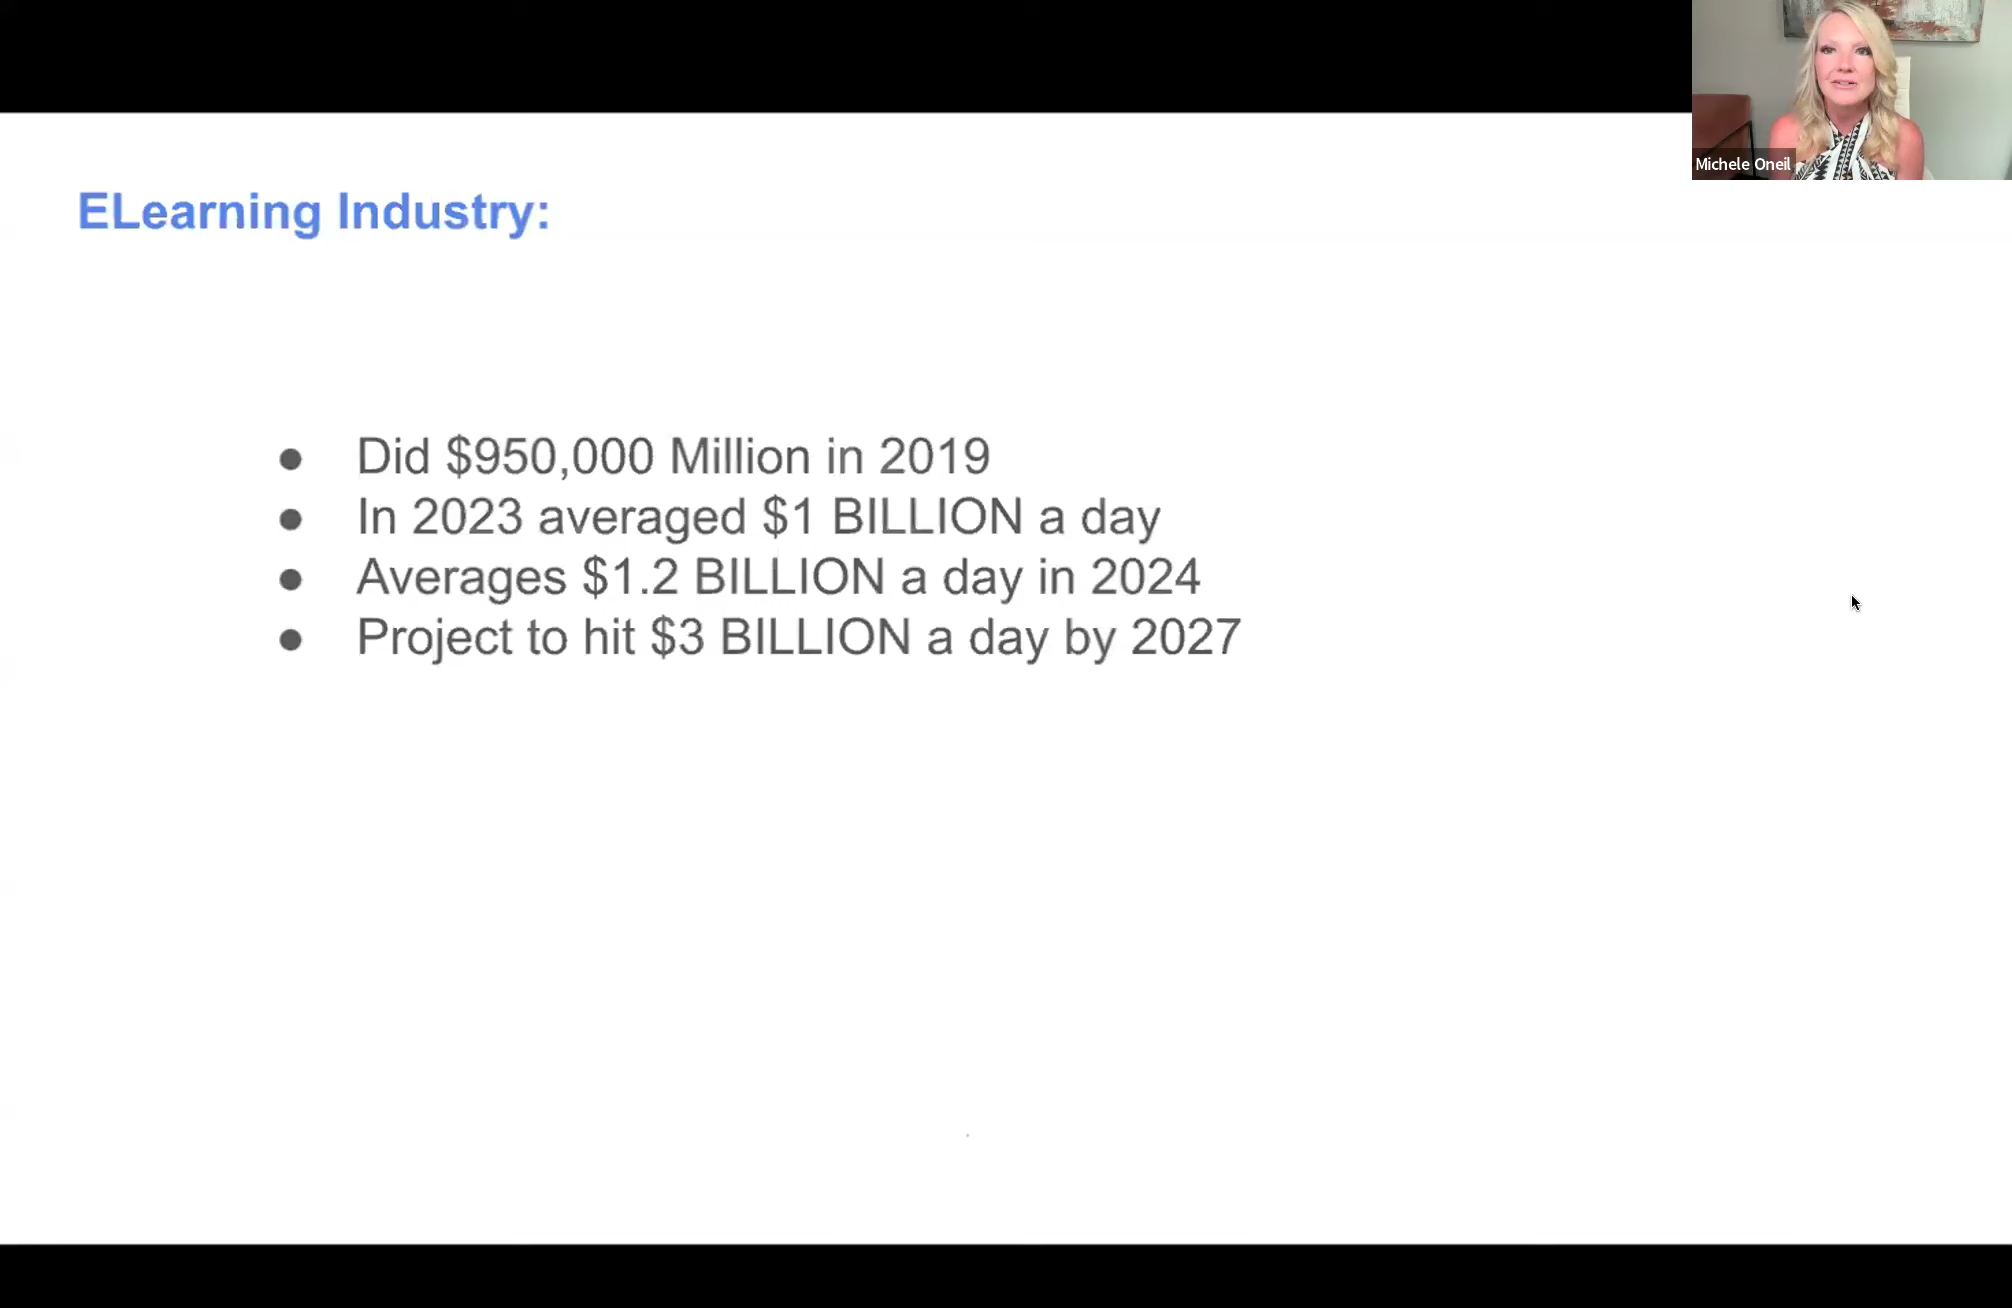 Michele Oneil
ELearning Industry:
● Did $950,000 Million in 2019
● In 2023 averaged $1 BILLION a day
● Averages $1.2 BILLION a day in 2024
● Project to hit $3 BILLION a day by 2027